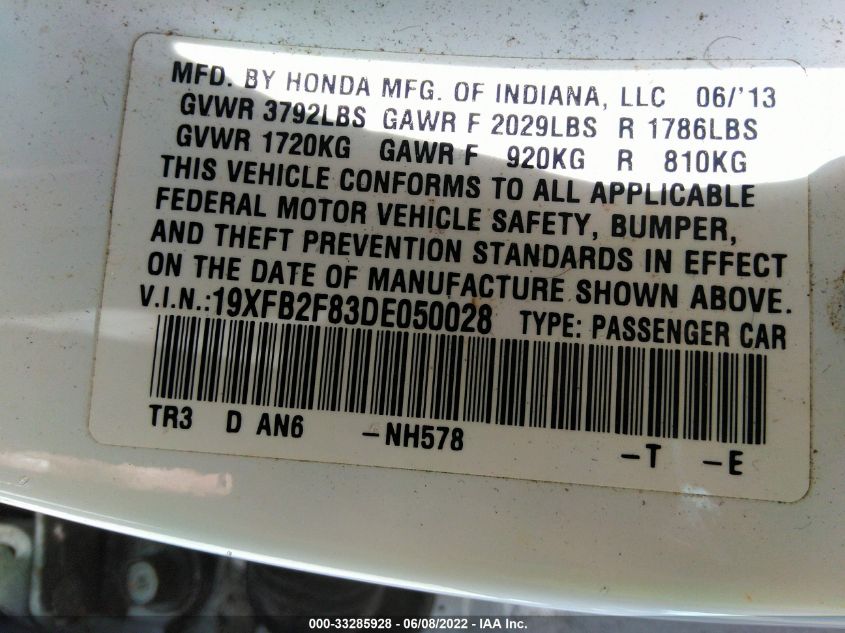 MFD. BY HONDA MFG. OF INDIANA, LLC 06/'13
GVWR 3792LBS GAWR F 2029LBS R 1786LBS
GVWR 1720KG GAWR F 920KG R 810KG
THIS VEHICLE CONFORMS TO ALL APPLICABLE
FEDERAL MOTOR VEHICLE SAFETY, BUMPER,
AND THEFT PREVENTION STANDARDS IN EFFECT
ON THE DATE OF MANUFACTURE SHOWN ABOVE.
V.I.N.:19XFB2F83DE050028 TYPE: PASSENGER CAR
TR3 D AN6 -NH578 -T -E
000-33285928 - 06/08/2022 - IAA Inc.